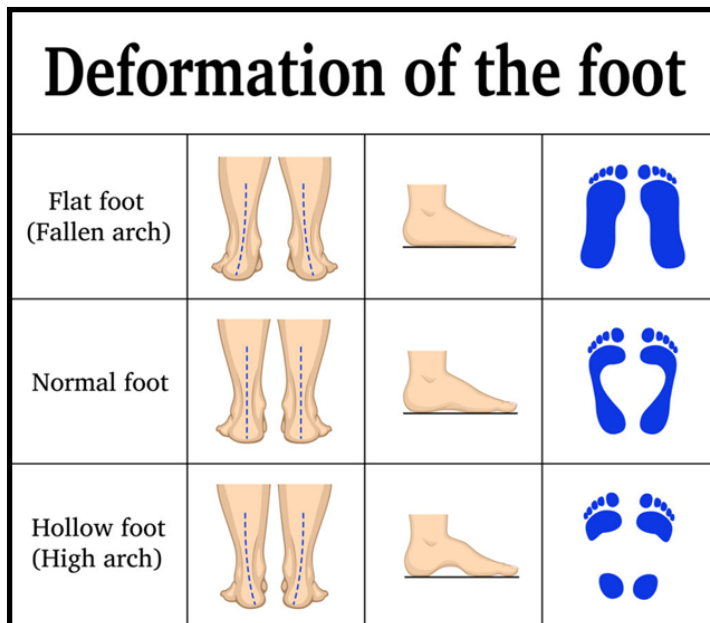 Deformation of the foot
Flat foot
(Fallen arch)
Normal foot
Hollow foot
(High arch)